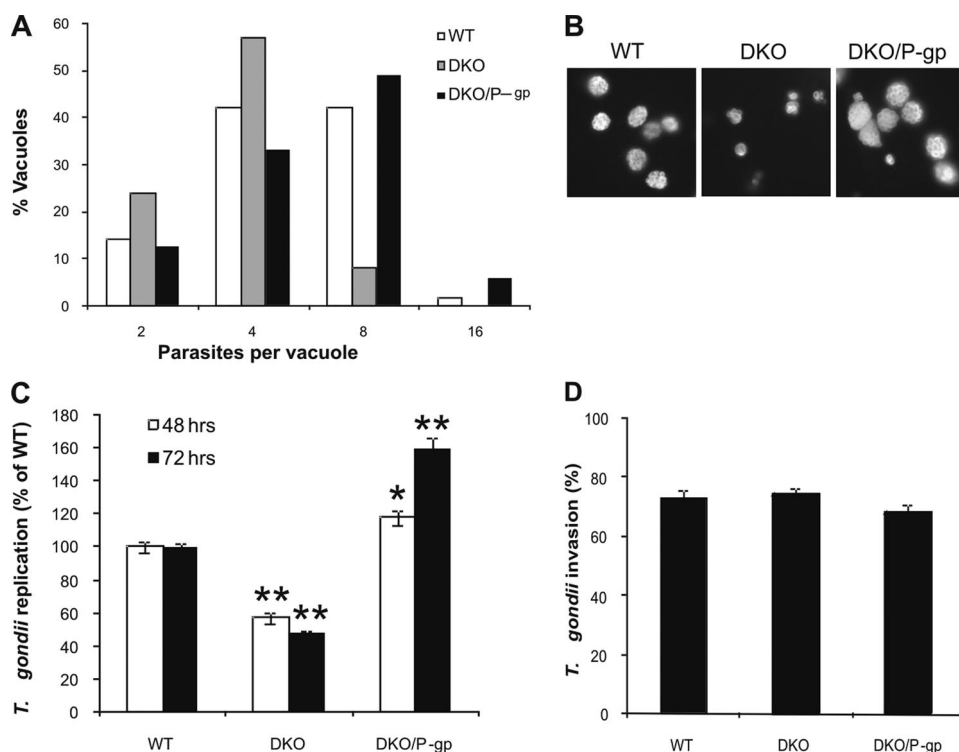 A
% Vacuoles
60
50
40
30
20
10
0
WT
DKO
DKO/P-gp
2 4 8 16
Parasites per vacuole
B
WT DKO DKO/P-gp
C
T. gondii replication (% of WT)
180
160
140
120
100
80
60
40
20
0
48 hrs
72 hrs
** ** * **
WT DKO DKO/P-gp
D
T. gondii invasion (%)
100
80
60
40
20
0
WT DKO DKO/P-gp